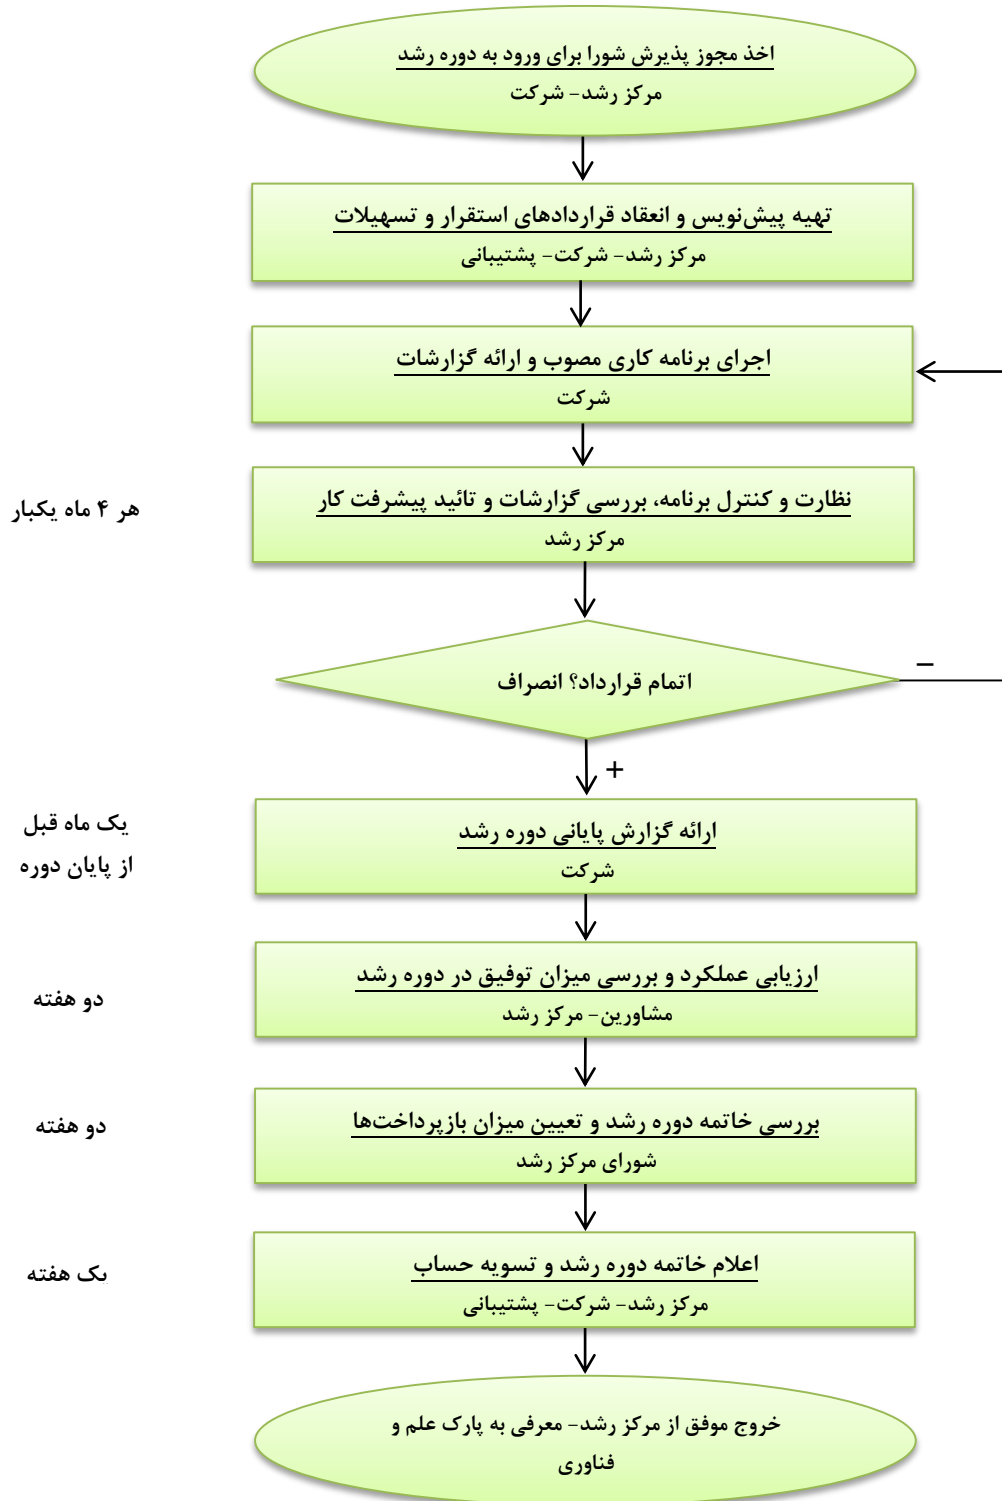 اخذ مجوز پذیرش شورا برای ورود به دوره رشد
مرکز رشد- شرکت
تهیه پیش‌نویس و انعقاد قراردادهای استقرار و تسهیلات
مرکز رشد- شرکت- پشتیبانی
اجرای برنامه کاری مصوب و ارائه گزارشات
شرکت
نظارت و کنترل برنامه، بررسی گزارشات و تائید پیشرفت کار
مرکز رشد
هر ۴ ماه یکبار
اتمام قرارداد؟ انصراف
–
+
ارائه گزارش پایانی دوره رشد
شرکت
یک ماه قبل
از پایان دوره
ارزیابی عملکرد و بررسی میزان توفیق در دوره رشد
مشاورین- مرکز رشد
دو هفته
بررسی خاتمه دوره رشد و تعیین میزان بازپرداخت‌ها
شورای مرکز رشد
دو هفته
اعلام خاتمه دوره رشد و تسویه حساب
مرکز رشد- شرکت- پشتیبانی
یک هفته
خروج موفق از مرکز رشد- معرفی به پارک علم و
فناوری